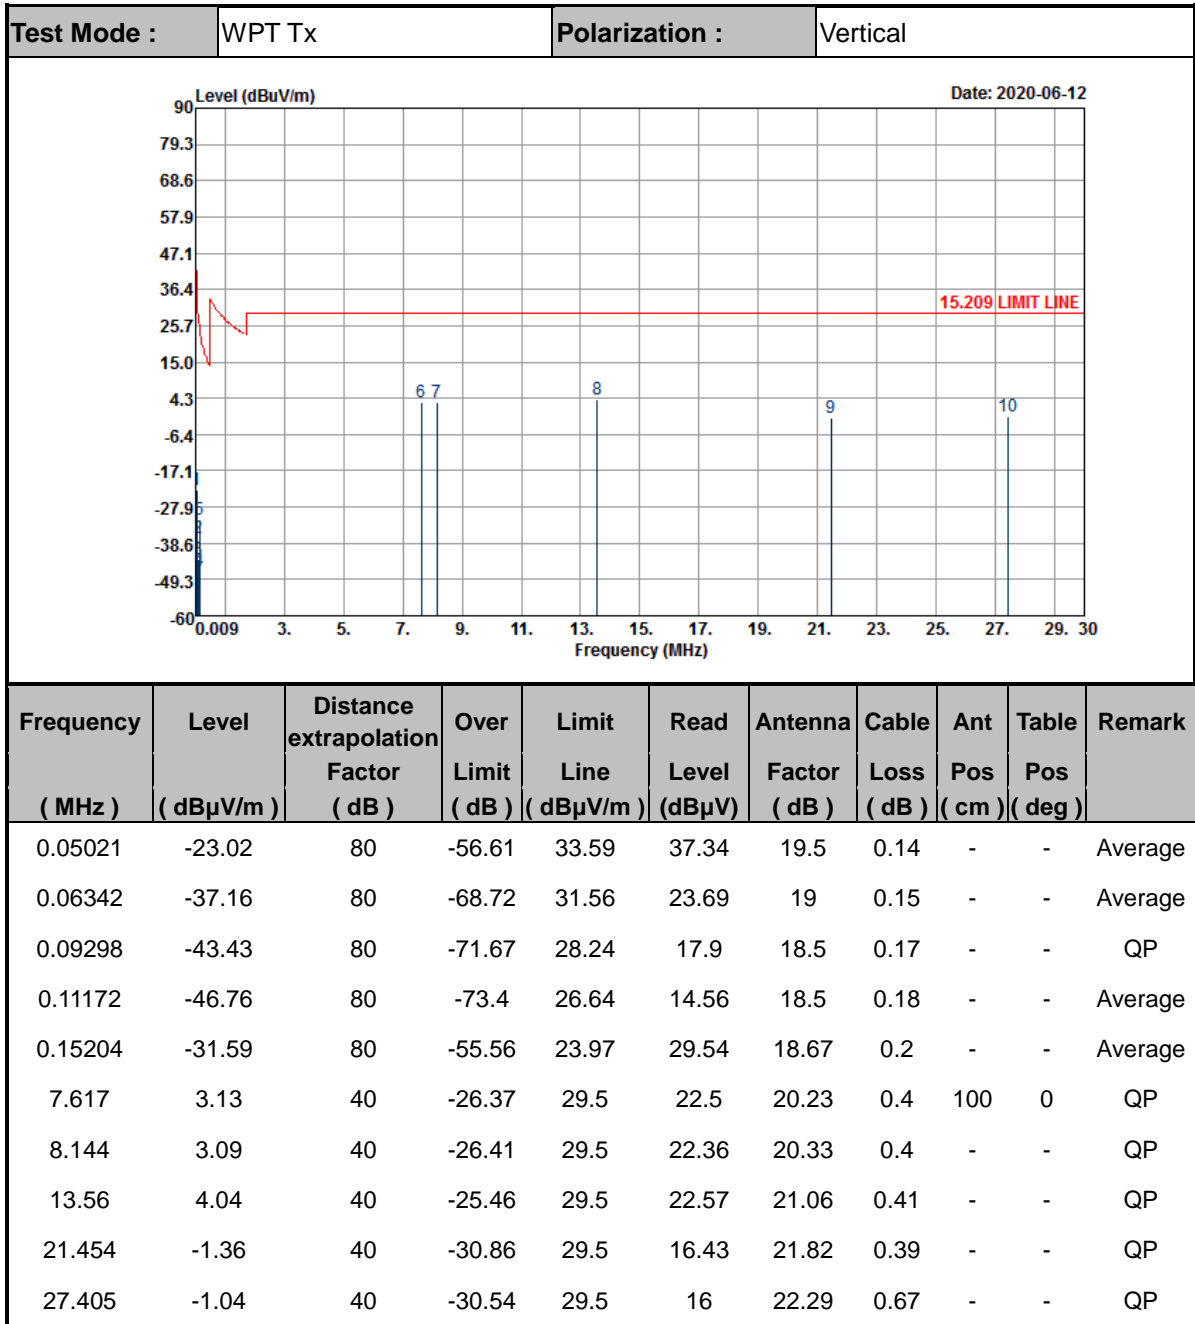 Test Mode : WPT Tx Polarization : Vertical
Level (dBuV/m) Date: 2020-06-12
90
79.3
68.6
57.9
47.1
36.4
15.209 LIMIT LINE
25.7
15.0
6 7 8
4.3
9 10
-6.4
-17.1
-27.9
5
-38.6
-49.3
-60
0.009 3. 5. 7. 9. 11. 13. 15. 17. 19. 21. 23. 25. 27. 29. 30
Frequency (MHz)
Frequency Level Distance extrapolation Over Limit Read Antenna Cable Ant Table Remark
Factor Limit Line Level Factor Loss Pos Pos
( MHz ) ( dBµV/m ) ( dB ) ( dB ) ( dBµV/m ) (dBµV) ( dB ) ( dB ) ( cm ) ( deg )
0.05021 -23.02 80 -56.61 33.59 37.34 19.5 0.14 - - Average
0.06342 -37.16 80 -68.72 31.56 23.69 19 0.15 - - Average
0.09298 -43.43 80 -71.67 28.24 17.9 18.5 0.17 - - QP
0.11172 -46.76 80 -73.4 26.64 14.56 18.5 0.18 - - Average
0.15204 -31.59 80 -55.56 23.97 29.54 18.67 0.2 - - Average
7.617 3.13 40 -26.37 29.5 22.5 20.23 0.4 100 0 QP
8.144 3.09 40 -26.41 29.5 22.36 20.33 0.4 - - QP
13.56 4.04 40 -25.46 29.5 22.57 21.06 0.41 - - QP
21.454 -1.36 40 -30.86 29.5 16.43 21.82 0.39 - - QP
27.405 -1.04 40 -30.54 29.5 16 22.29 0.67 - - QP